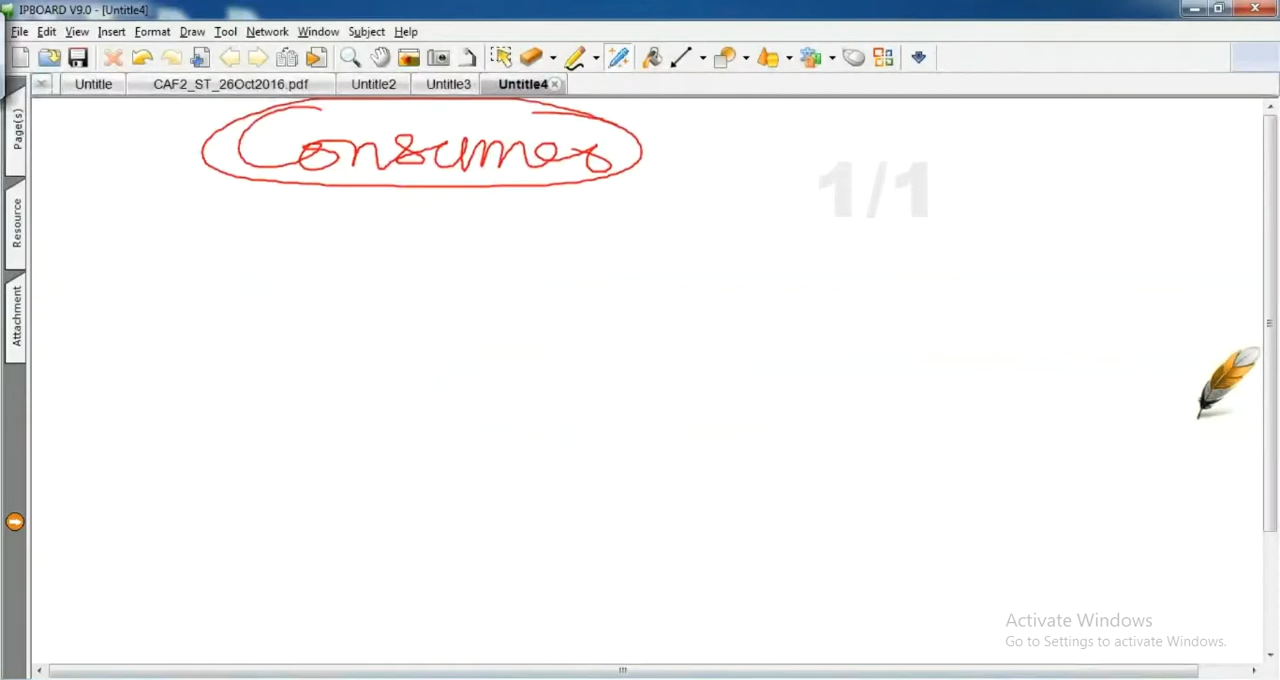 IPBOARD V9.0 - [Untitle4]
File Edit View Insert Format Draw Tool Network Window Subject Help
Untitle CAF2_ST_26Oct2016.pdf Untitle2 Untitle3 Untitle4
Page(s)
Resource
Attachment
Consumer
1/1
Activate Windows
Go to Settings to activate Windows.